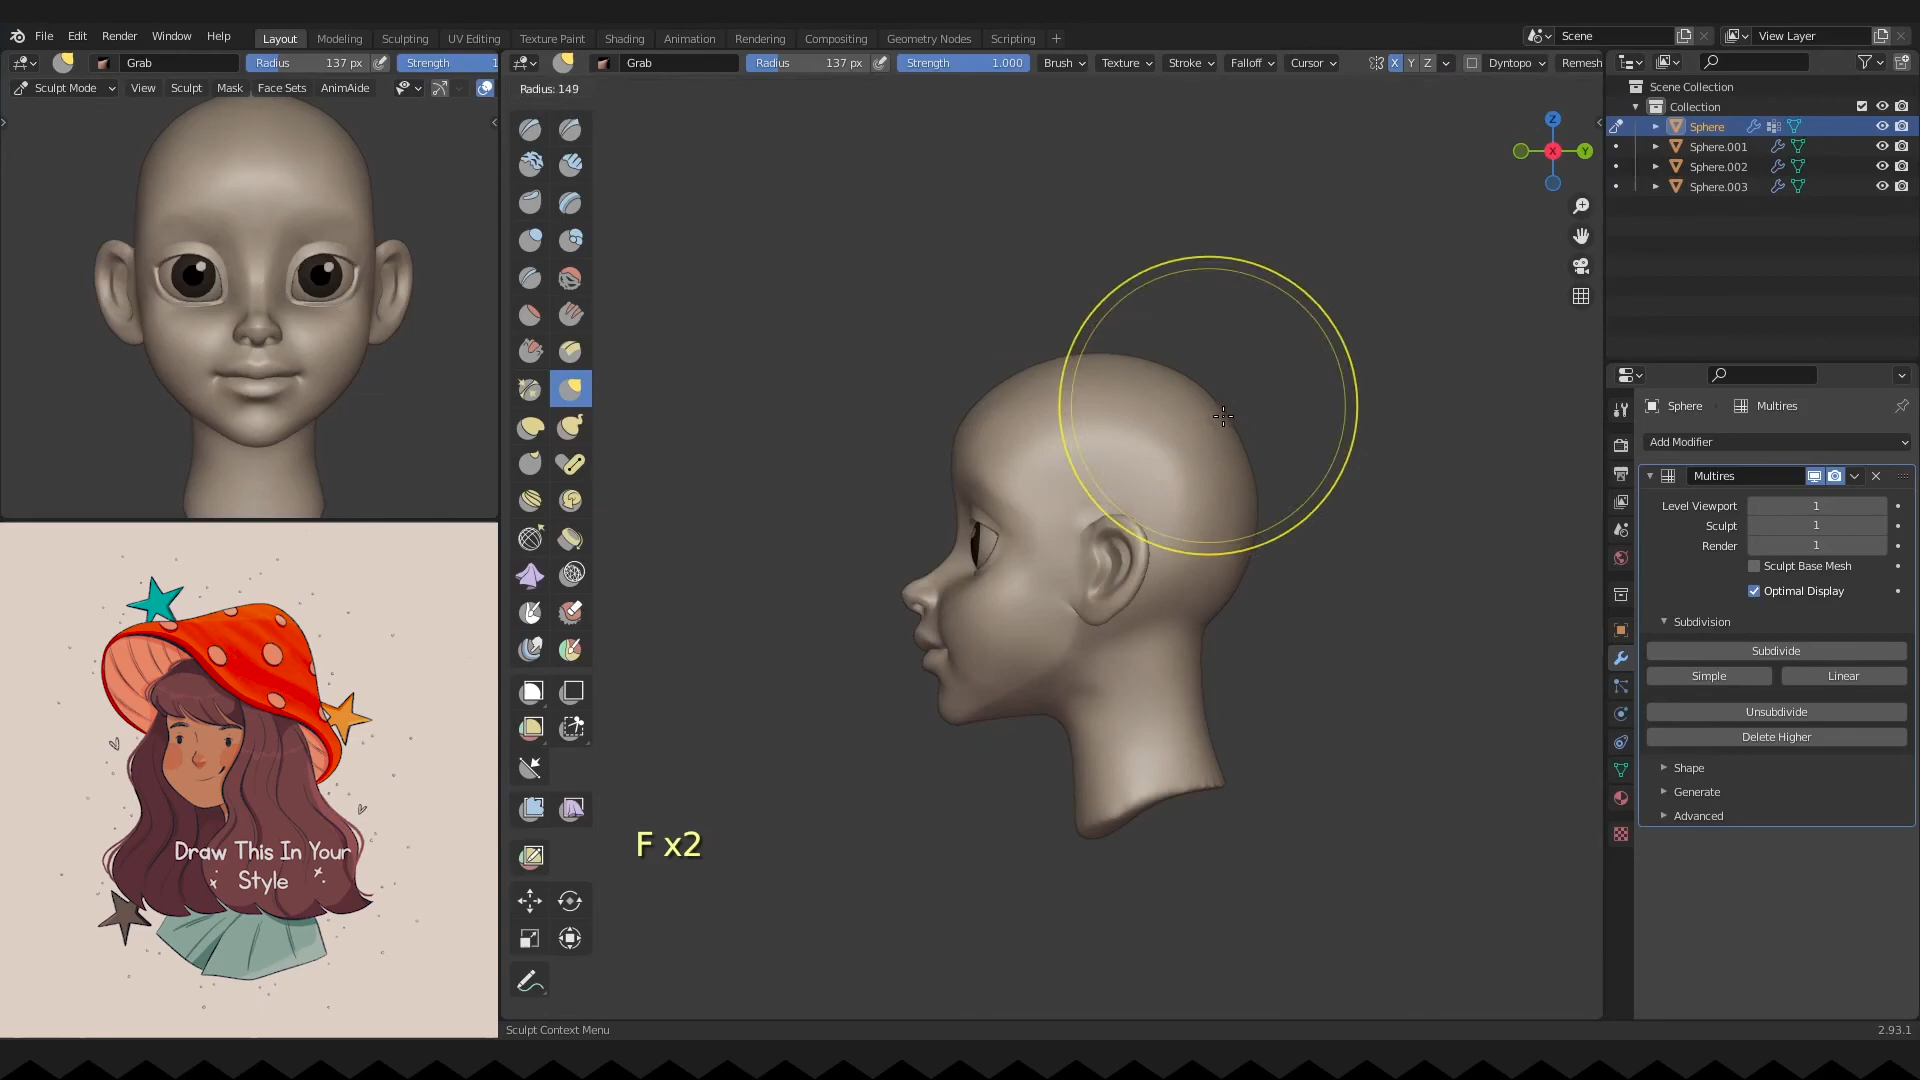 File Edit Render Window Help
Layout Modeling Sculpting UV Editing Texture Paint Shading Animation Rendering Compositing Geometry Nodes Scripting +
Scene
View Layer
Grab Radius 137 px Strength 1
Grab Radius 137 px Strength 1.000 Brush Texture Stroke Falloff Cursor X Y Z Dyntopo Remesh
Sculpt Mode View Sculpt Mask Face Sets AnimAide
Radius: 149
Z
X
Y
Scene Collection
Collection
Sphere
Sphere.001
Sphere.002
Sphere.003
Sphere Multires
Add Modifier
Multires
Level Viewport 1
Sculpt 1
Render 1
Sculpt Base Mesh
Optimal Display
Subdivision
Subdivide
Simple Linear
Unsubdivide
Delete Higher
Shape
Generate
Advanced
F x2
Draw This In Your
Style
Sculpt Context Menu
2.93.1